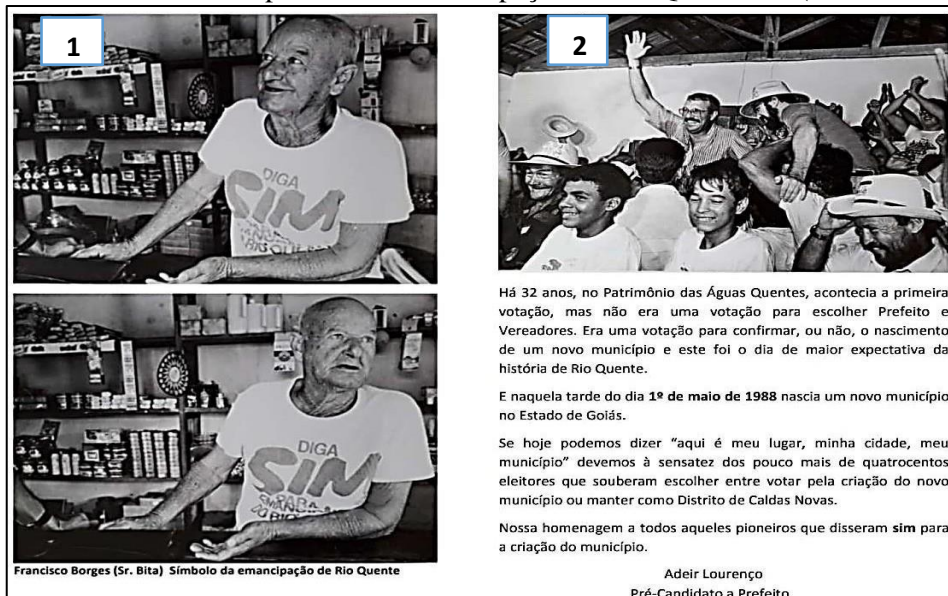 1
DIGA
SIM
DIGA
SIM
PARA
EMANCIPAÇÃO
DO RIO
Francisco Borges (Sr. Bita) Símbolo da emancipação de Rio Quente
2
Há 32 anos, no Patrimônio das Águas Quentes, acontecia a primeira
votação, mas não era uma votação para escolher Prefeito e
Vereadores. Era uma votação para confirmar, ou não, o nascimento
de um novo município e este foi o dia de maior expectativa da
história de Rio Quente.
E naquela tarde do dia 1º de maio de 1988 nascia um novo município
no Estado de Goiás.
Se hoje podemos dizer “aqui é meu lugar, minha cidade, meu
município” devemos à sensatez dos pouco mais de quatrocentos
eleitores que souberam escolher entre votar pela criação do novo
município ou manter como Distrito de Caldas Novas.
Nossa homenagem a todos aqueles pioneiros que disseram sim para
a criação do município.
Adeir Lourenço
Pré-Candidato a Prefeito